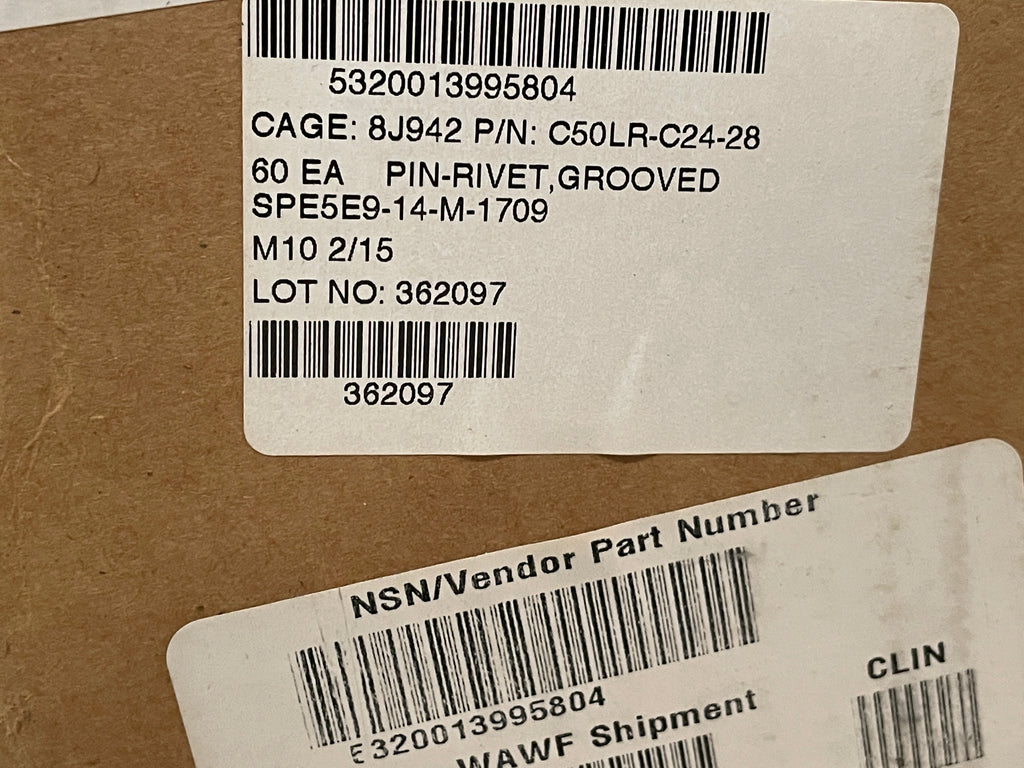 5320013995804
CAGE: 8J942 P/N: C50LR-C24-28
60 EA PIN-RIVET,GROOVED
SPE5E9-14-M-1709
M10 2/15
LOT NO: 362097
362097
NSN/Vendor Part Number
5320013995804
CLIN
WAWF Shipment